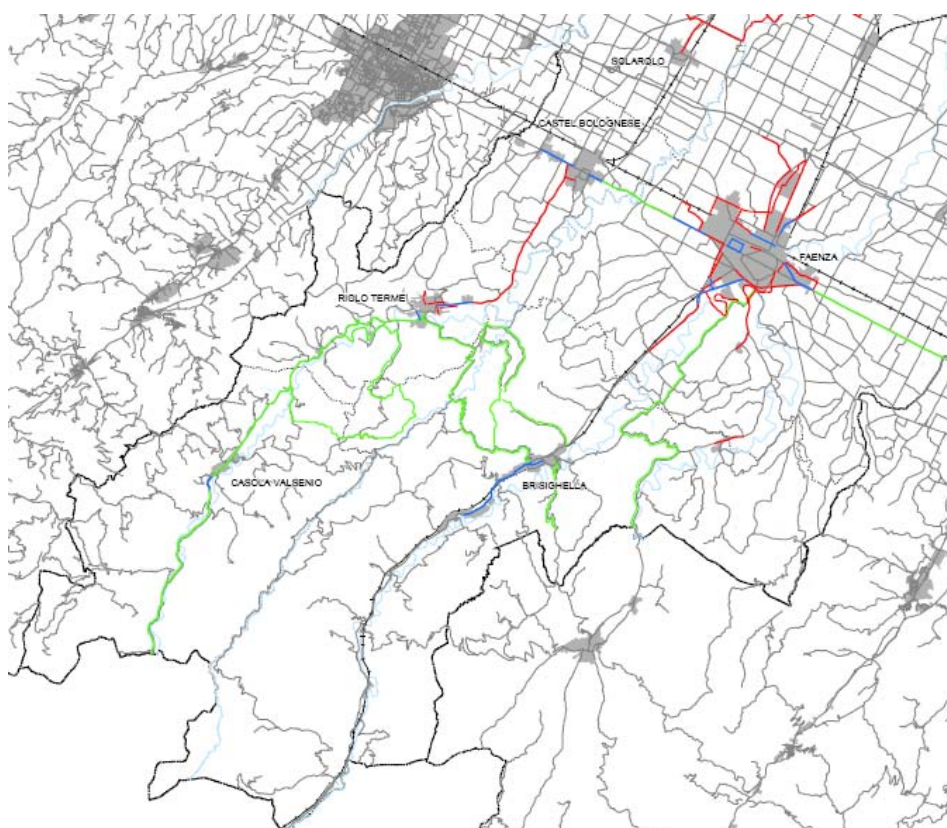 SOLAROLO
CASTEL BOLOGNESE
FAENZA
RIOLO TERME
CASOLA VALSENIO
BRISIGHELLA